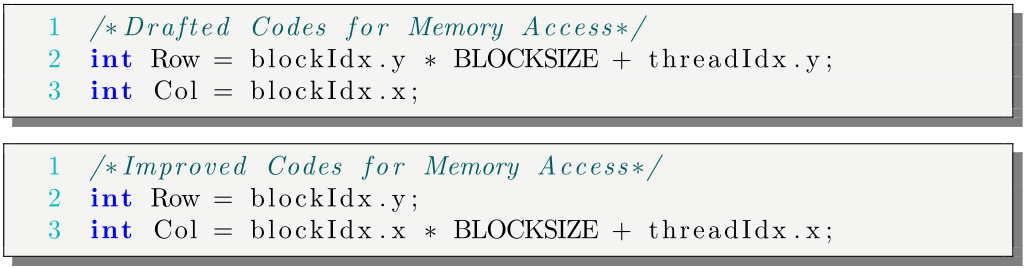 1 /*Drafted Codes for Memory Access*/
2 int Row = blockIdx.y * BLOCKSIZE + threadIdx.y;
3 int Col = blockIdx.x;
1 /*Improved Codes for Memory Access*/
2 int Row = blockIdx.y;
3 int Col = blockIdx.x * BLOCKSIZE + threadIdx.x;